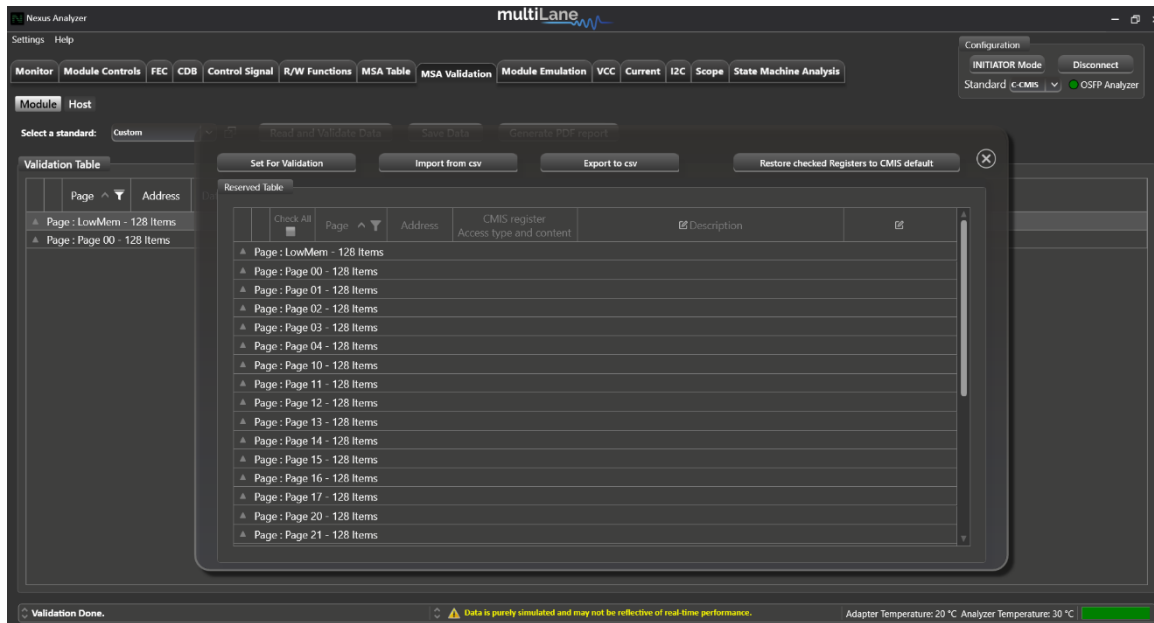 Nexus Analyzer
multiLane
Settings Help
Configuration
INITIATOR Mode Disconnect
Standard C-CMIS OSFP Analyzer
Monitor Module Controls FEC CDB Control Signal R/W Functions MSA Table MSA Validation Module Emulation VCC Current I2C Scope State Machine Analysis
Module Host
Select a standard: Custom Read and Validate Data Save Data Generate PDF report
Validation Table
Page Address
Page : LowMem - 128 Items
Page : Page 00 - 128 Items
Set For Validation Import from csv Export to csv Restore checked Registers to CMIS default
Reserved Table
Check All Page Address CMIS register Access type and content Description
Page : LowMem - 128 Items
Page : Page 00 - 128 Items
Page : Page 01 - 128 Items
Page : Page 02 - 128 Items
Page : Page 03 - 128 Items
Page : Page 04 - 128 Items
Page : Page 10 - 128 Items
Page : Page 11 - 128 Items
Page : Page 12 - 128 Items
Page : Page 13 - 128 Items
Page : Page 14 - 128 Items
Page : Page 15 - 128 Items
Page : Page 16 - 128 Items
Page : Page 17 - 128 Items
Page : Page 20 - 128 Items
Page : Page 21 - 128 Items
Validation Done.
Data is purely simulated and may not be reflective of real-time performance.
Adapter Temperature: 20 °C Analyzer Temperature: 30 °C